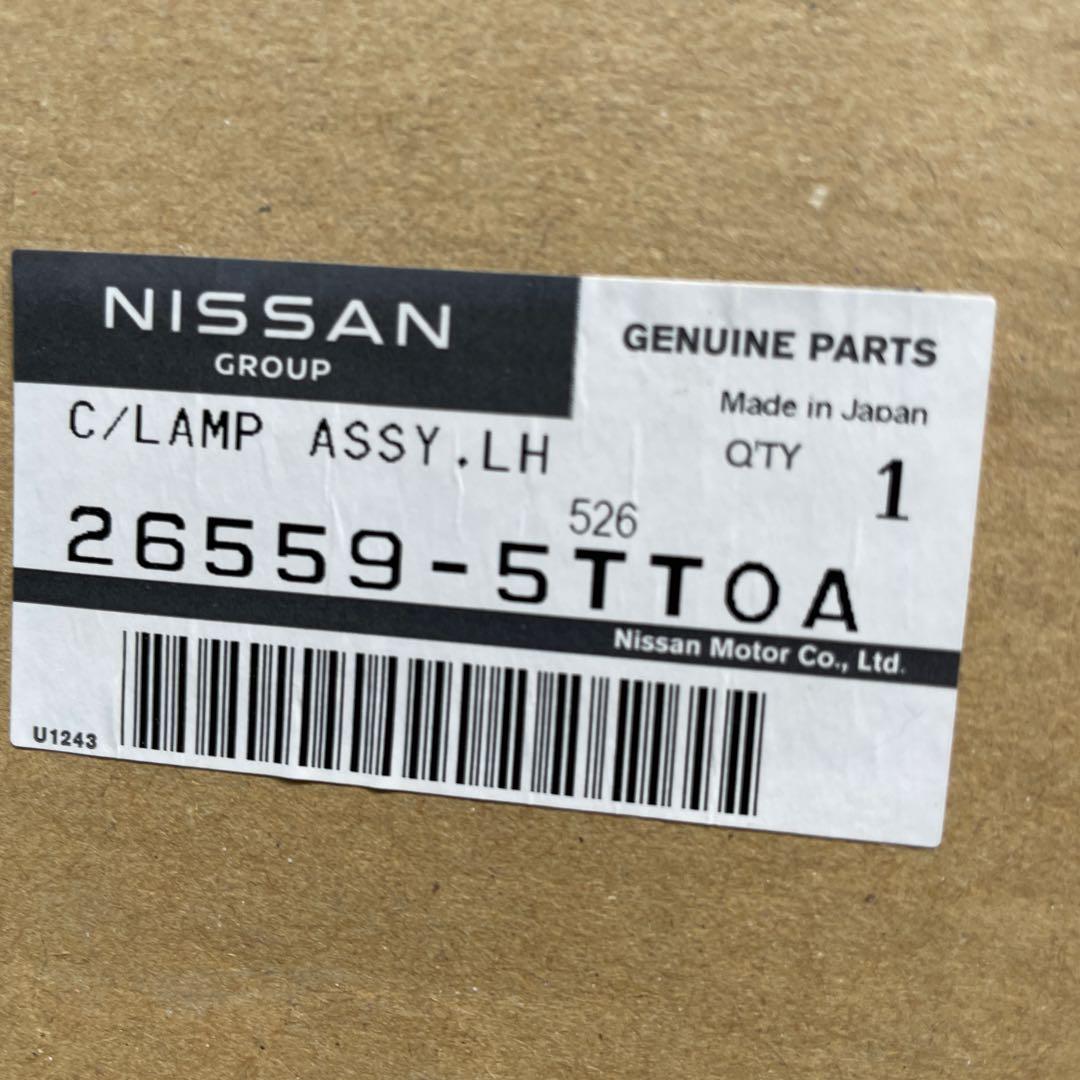 NISSAN
GROUP
GENUINE PARTS
Made in Japan
C/LAMP ASSY.LH
Q'TY 1
526
26559-5TT0A
Nissan Motor Co., Ltd.
U1243